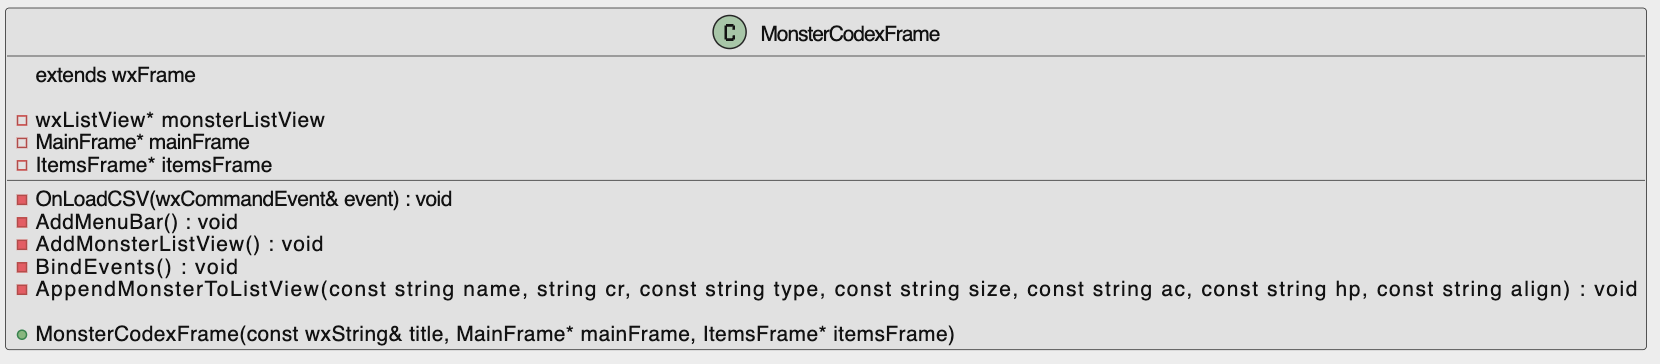 C MonsterCodexFrame
extends wxFrame
wxListView* monsterListView
MainFrame* mainFrame
ItemsFrame* itemsFrame
OnLoadCSV(wxCommandEvent& event) : void
AddMenuBar() : void
AddMonsterListView() : void
BindEvents() : void
AppendMonsterToListView(const string name, string cr, const string type, const string size, const string ac, const string hp, const string align) : void
MonsterCodexFrame(const wxString& title, MainFrame* mainFrame, ItemsFrame* itemsFrame)